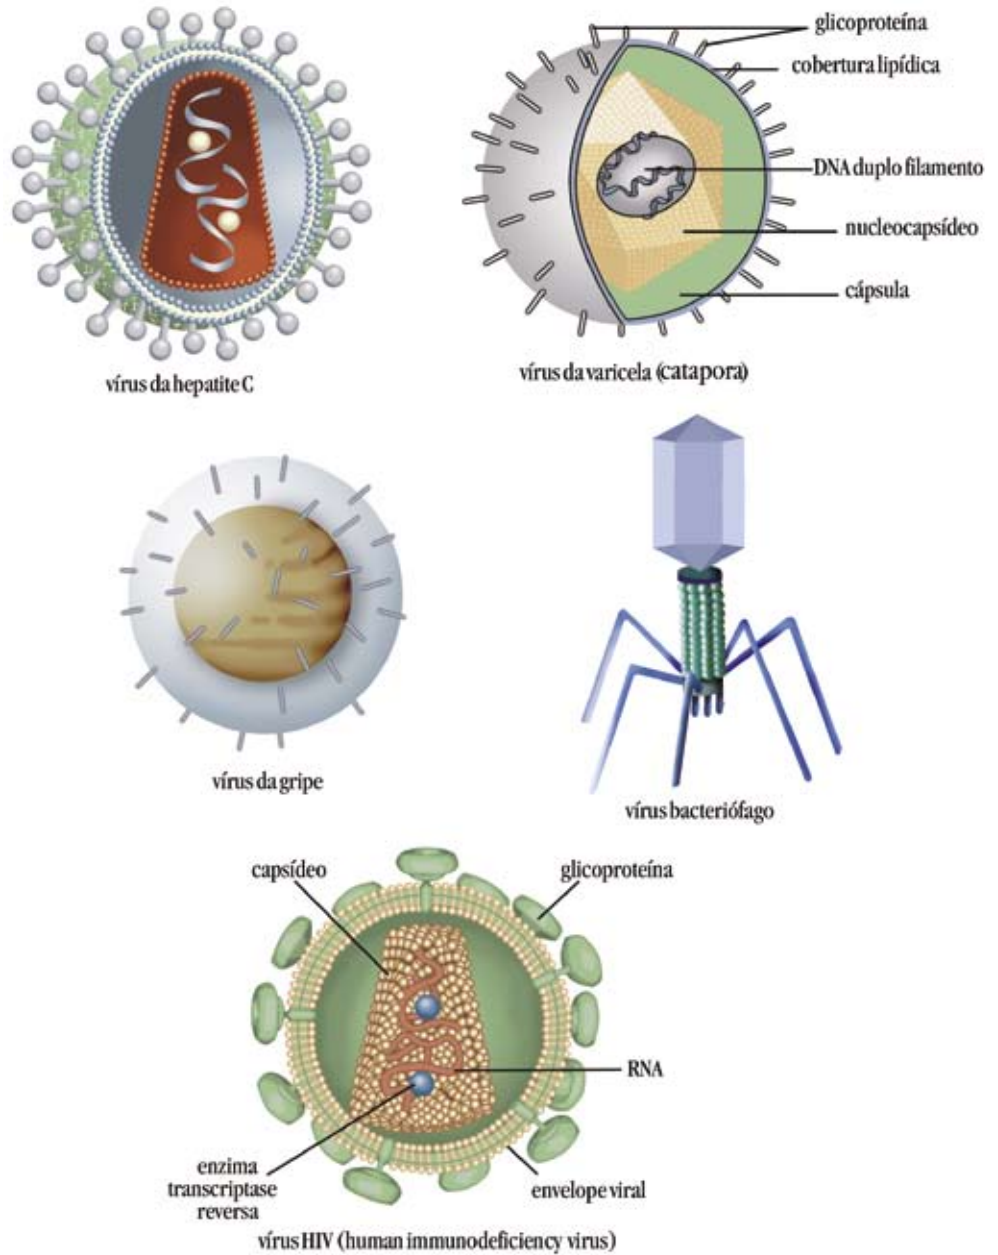 glicoproteína
cobertura lipídica
DNA duplo filamento
nucleocapsídeo
cápsula
vírus da hepatite C
vírus da varicela (catapora)
vírus da gripe
vírus bacteriófago
capsídeo
glicoproteína
RNA
enzima
transcriptase
reversa
envelope viral
vírus HIV (human immunodeficiency virus)